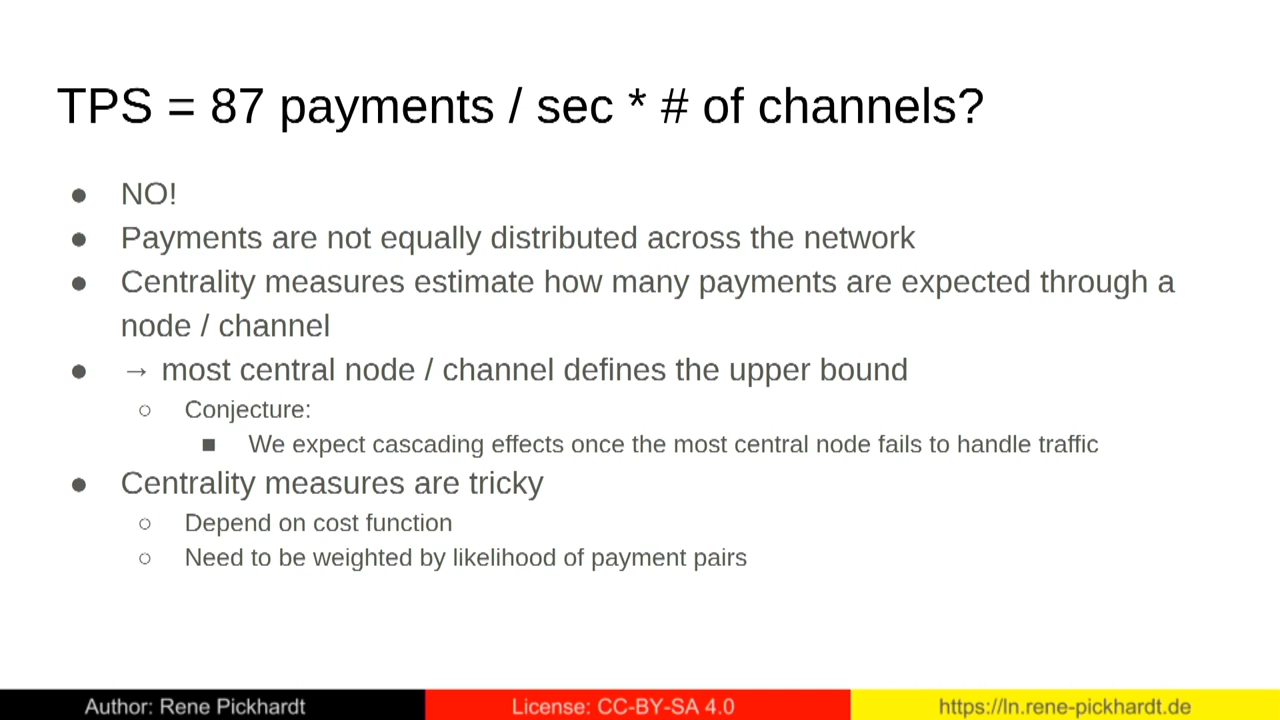 TPS = 87 payments / sec * # of channels?
● NO!
● Payments are not equally distributed across the network
● Centrality measures estimate how many payments are expected through a
node / channel
● → most central node / channel defines the upper bound
○ Conjecture:
■ We expect cascading effects once the most central node fails to handle traffic
● Centrality measures are tricky
○ Depend on cost function
○ Need to be weighted by likelihood of payment pairs
Author: Rene Pickhardt
License: CC-BY-SA 4.0
https://ln.rene-pickhardt.de